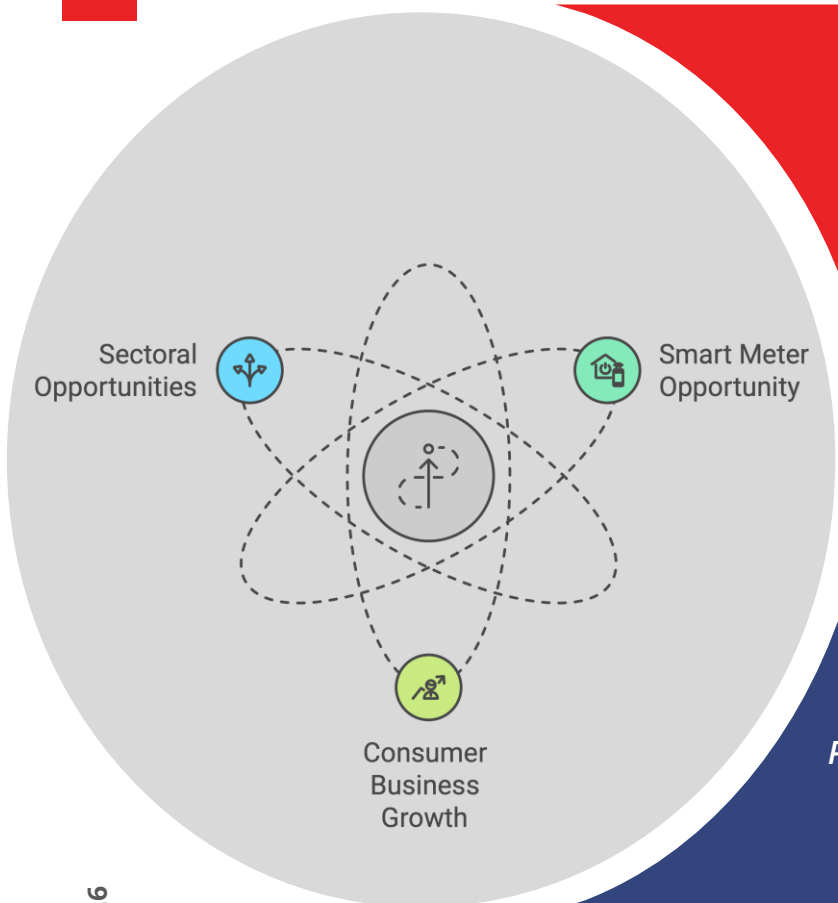 Sectoral
Opportunities
Smart Meter
Opportunity
Consumer
Business
Growth